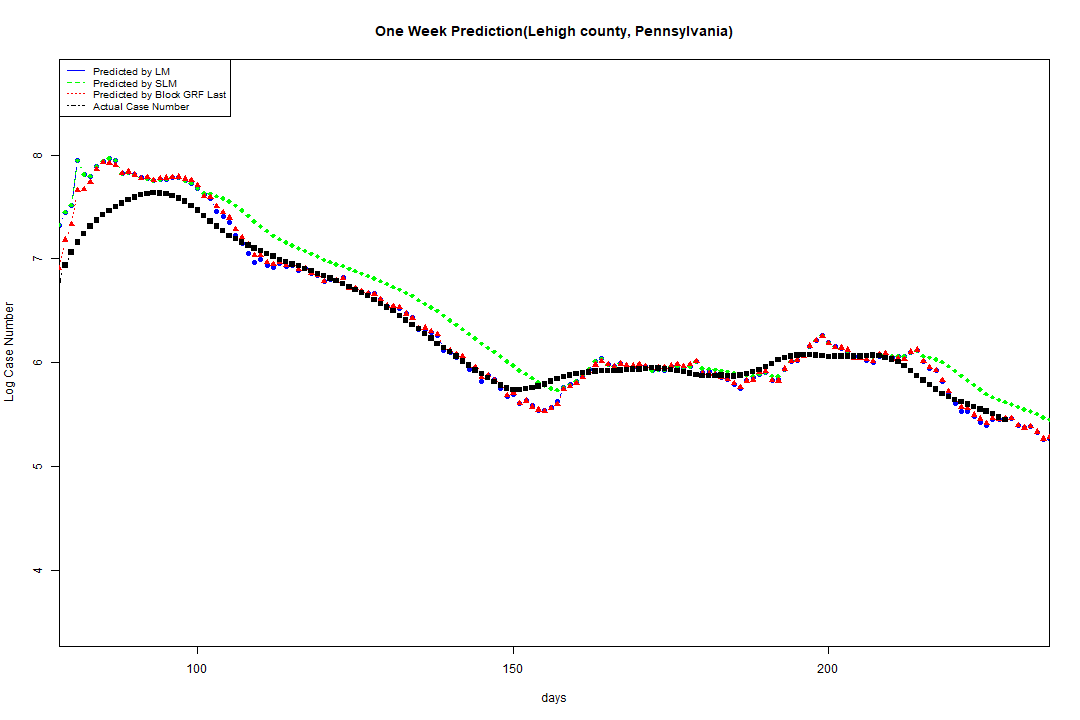 One Week Prediction(Lehigh county, Pennsylvania)
Predicted by LM
Predicted by SLM
Predicted by Block GRF Last
Actual Case Number
8
7
6
5
4
Log Case Number
100 150 200
days